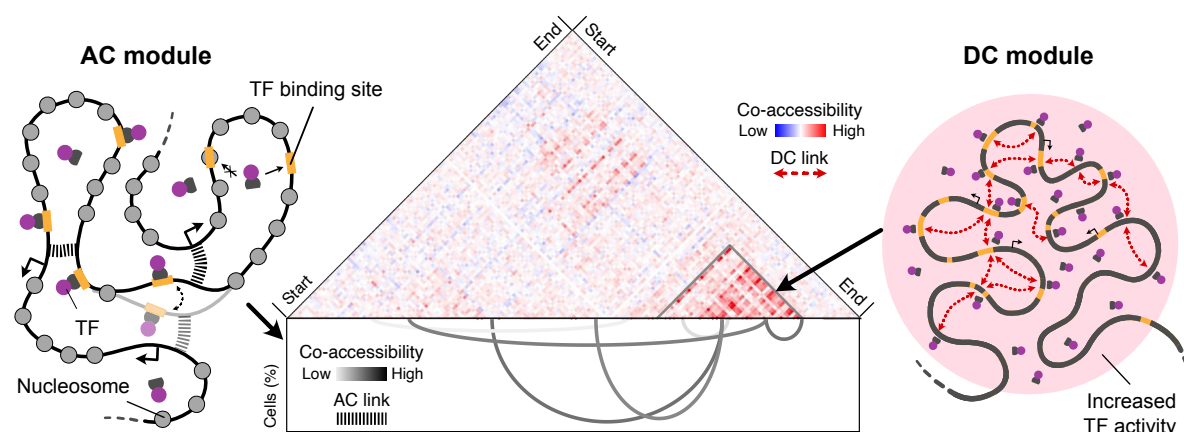 AC module
TF binding site
TF
Nucleosome
End
Start
Start
End
Co-accessibility
Low High
DC link
Cells (%)
Co-accessibility
Low High
AC link
DC module
Increased
TF activity